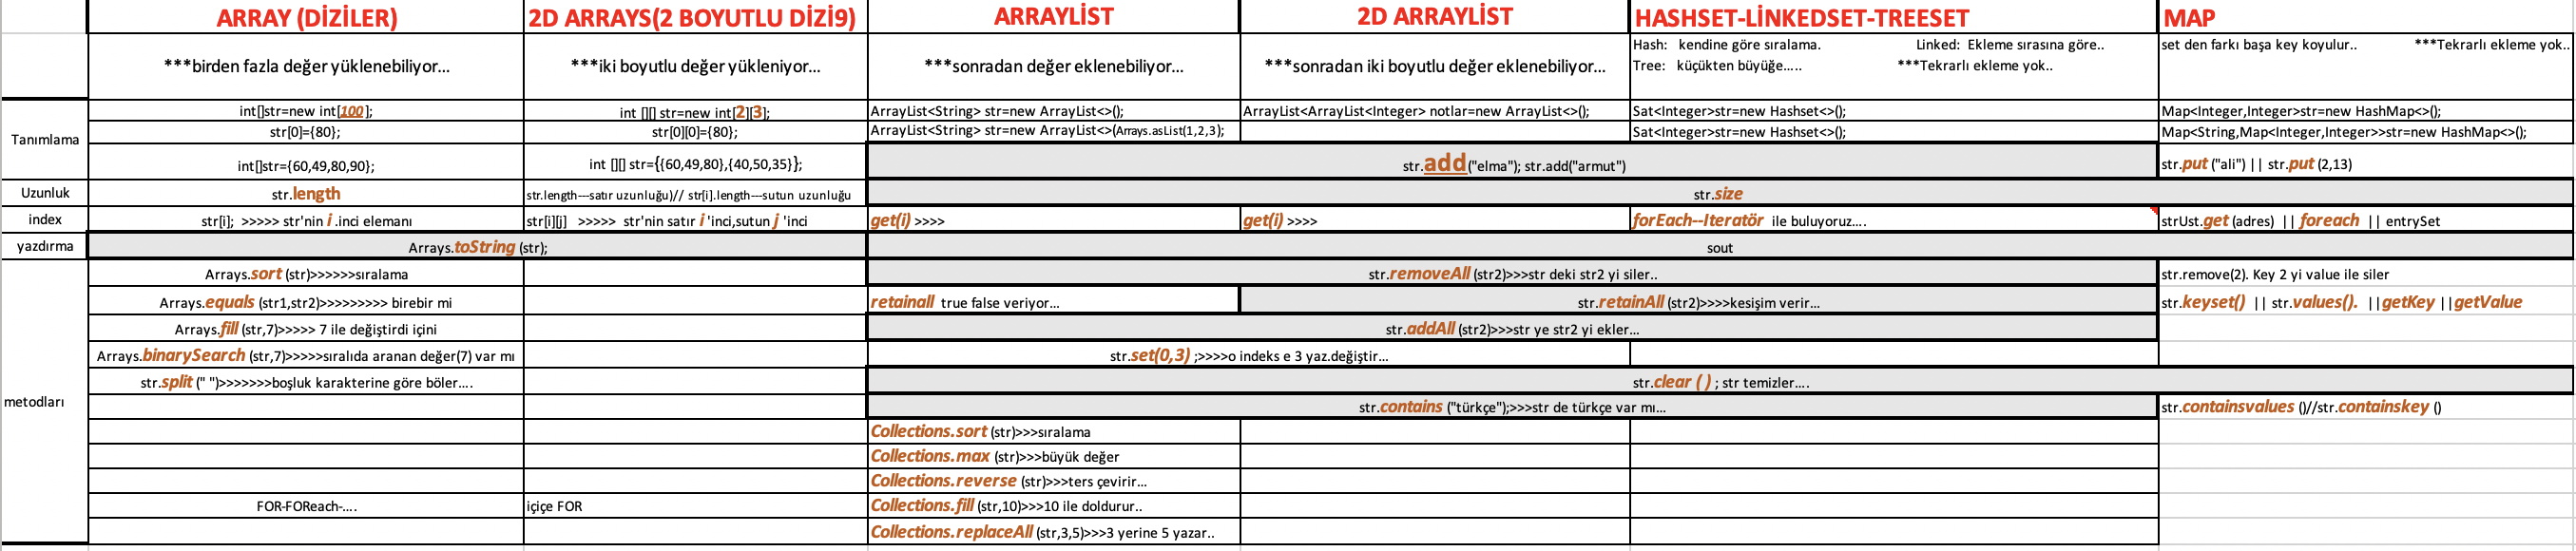 ARRAY (DİZİLER) 2D ARRAYS(2 BOYUTLU DİZİ9) ARRAYLİST 2D ARRAYLİST HASHSET-LİNKEDSET-TREESET MAP
***birden fazla değer yüklenebiliyor... ***iki boyutlu değer yükleniyor... ***sonradan değer eklenebiliyor... ***sonradan iki boyutlu değer eklenebiliyor... Hash: kendine göre sıralama. Linked: Ekleme sırasına göre.. set den farkı başa key koyulur.. ***Tekrarlı ekleme yok..
Tree: küçükten büyüğe..... ***Tekrarlı ekleme yok..
Tanımlama
int[]str=new int[100]; int [][] str=new int[2][3]; ArrayList<String> str=new ArrayList<>(); ArrayList<ArrayList<Integer> notlar=new ArrayList<>(); Sat<Integer>str=new Hashset<>(); Map<Integer,Integer>str=new HashMap<>();
str[0]={80}; str[0][0]={80}; ArrayList<String> str=new ArrayList<>(Arrays.asList(1,2,3); Sat<Integer>str=new Hashset<>(); Map<String,Map<Integer,Integer>>str=new HashMap<>();
int[]str={60,49,80,90}; int [][] str={{60,49,80},{40,50,35}}; str.add("elma"); str.add("armut") str.put ("ali") || str.put (2,13)
Uzunluk str.length str.length---satır uzunluğu)// str[i].length---sutun uzunluğu str.size
index str[i]; >>>>> str'nin i .inci elemanı str[i][j] >>>>> str'nin satır i 'inci,sutun j 'inci get(i) >>>> get(i) >>>> forEach--Iteratör ile buluyoruz.... strUst.get (adres) || foreach || entrySet
yazdırma Arrays.toString (str); sout
metodları
Arrays.sort (str)>>>>>>sıralama str.removeAll (str2)>>>str deki str2 yi siler.. str.remove(2). Key 2 yi value ile siler
Arrays.equals (str1,str2)>>>>>>>>> birebir mi retainall true false veriyor... str.retainAll (str2)>>>>kesişim verir... str.keyset() || str.values(). ||getKey ||getValue
Arrays.fill (str,7)>>>>> 7 ile değiştirdi içini str.addAll (str2)>>>str ye str2 yi ekler...
Arrays.binarySearch (str,7)>>>>>sıralıda aranan değer(7) var mı str.set(0,3) ;>>>>o indeks e 3 yaz.değiştir...
str.split (" ")>>>>>>>boşluk karakterine göre böler.... str.clear ( ) ; str temizler....
str.contains ("türkçe");>>>str de türkçe var mı... str.containsvalues ()//str.containskey ()
Collections.sort (str)>>>sıralama
Collections.max (str)>>>büyük değer
Collections.reverse (str)>>>ters çevirir...
FOR-FOReach-.... içiçe FOR Collections.fill (str,10)>>>10 ile doldurur..
Collections.replaceAll (str,3,5)>>>3 yerine 5 yazar..